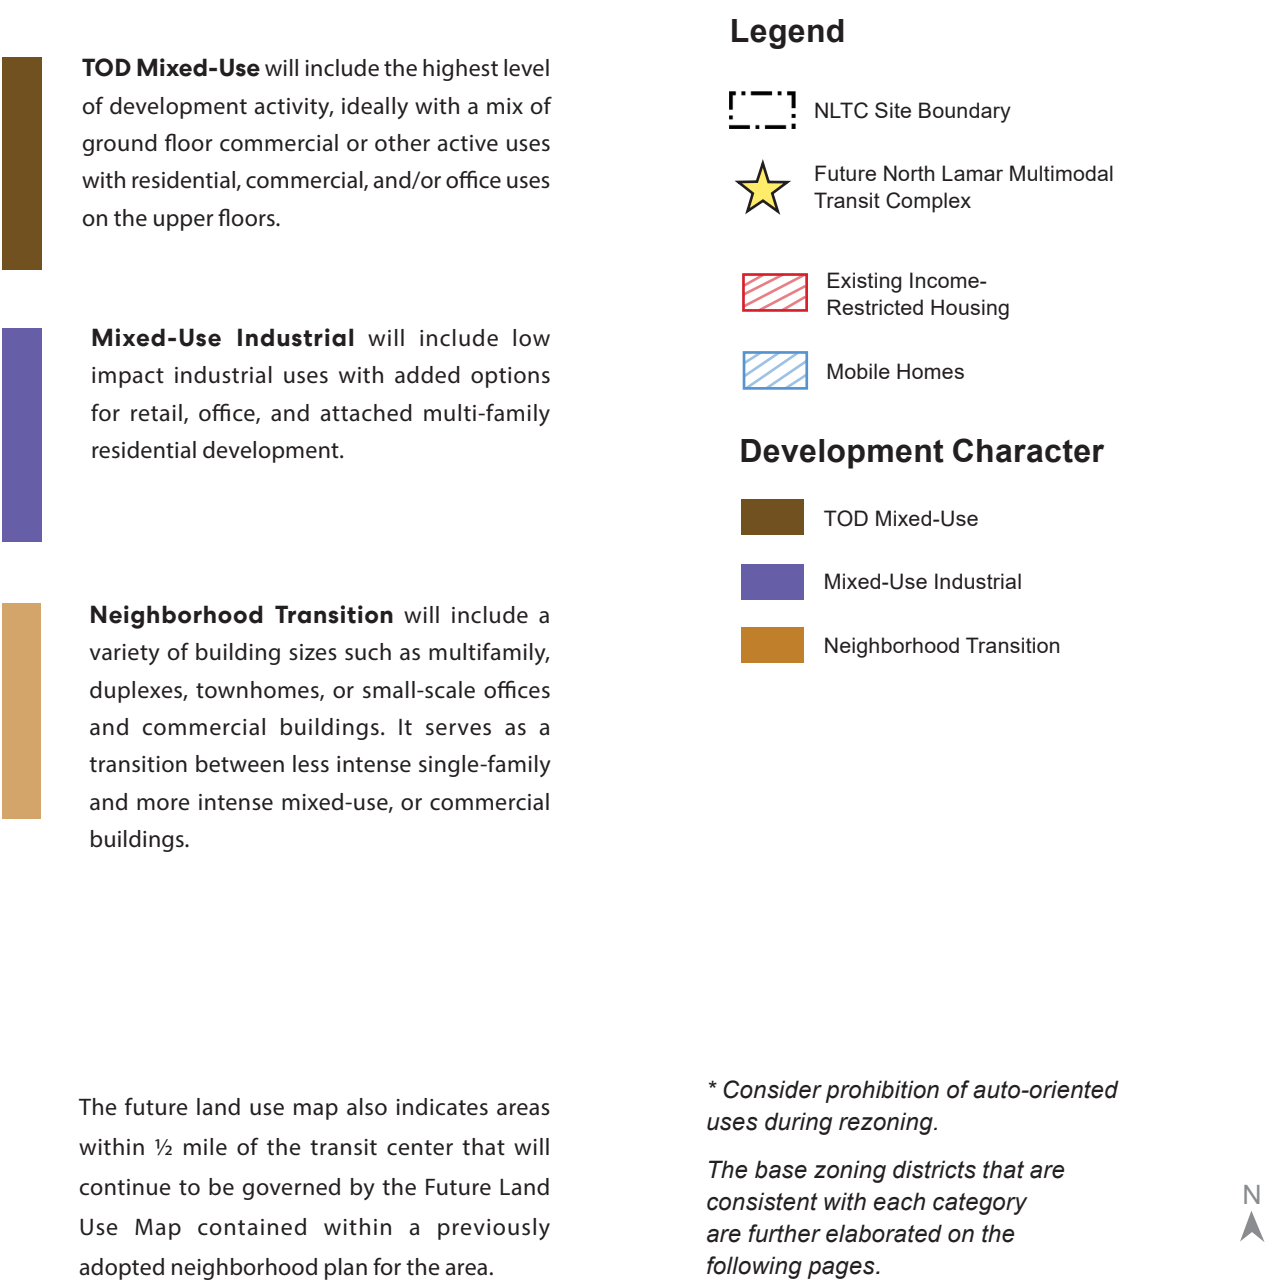 TOD Mixed-Use will include the highest level
of development activity, ideally with a mix of
ground floor commercial or other active uses
with residential, commercial, and/or office uses
on the upper floors.
Mixed-Use Industrial will include low
impact industrial uses with added options
for retail, office, and attached multi-family
residential development.
Neighborhood Transition will include a
variety of building sizes such as multifamily,
duplexes, townhomes, or small-scale offices
and commercial buildings. It serves as a
transition between less intense single-family
and more intense mixed-use, or commercial
buildings.
The future land use map also indicates areas
within ½ mile of the transit center that will
continue to be governed by the Future Land
Use Map contained within a previously
adopted neighborhood plan for the area.
Legend
NLTC Site Boundary
Future North Lamar Multimodal
Transit Complex
Existing Income-
Restricted Housing
Mobile Homes
Development Character
TOD Mixed-Use
Mixed-Use Industrial
Neighborhood Transition
* Consider prohibition of auto-oriented
uses during rezoning.
The base zoning districts that are
consistent with each category
are further elaborated on the
following pages.
N